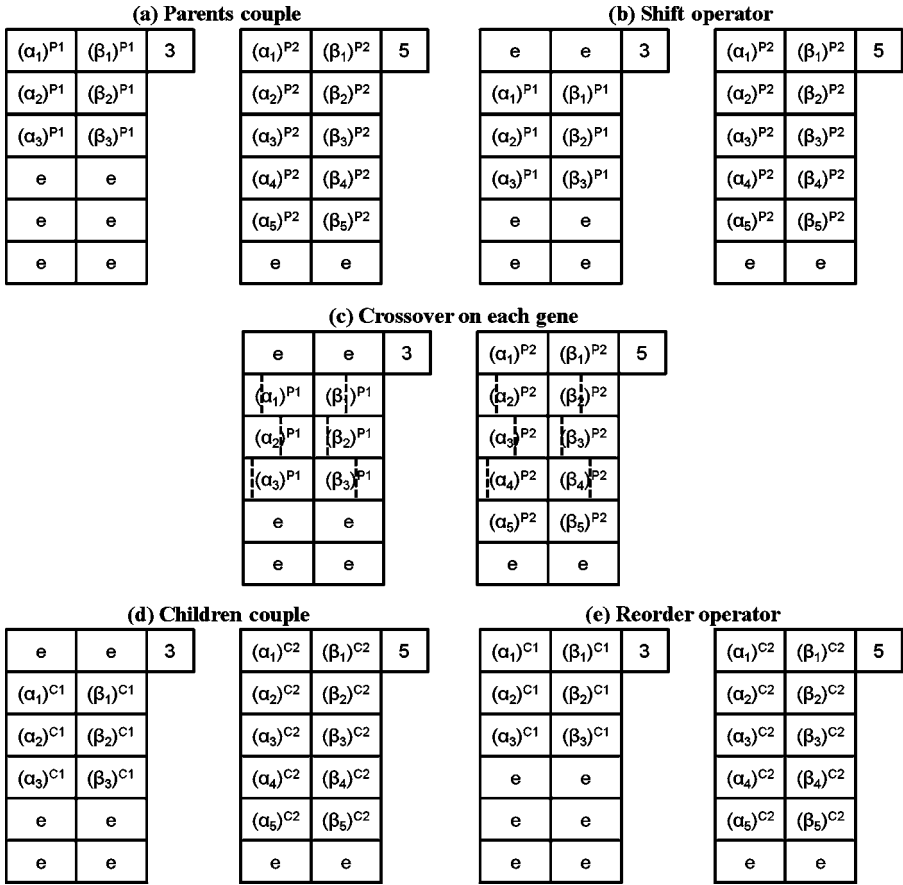 (a) Parents couple (b) Shift operator
(α₁)ᴾ¹ (β₁)ᴾ¹ 3 (α₁)ᴾ² (β₁)ᴾ² 5 e e 3 (α₁)ᴾ² (β₁)ᴾ² 5
(α₂)ᴾ¹ (β₂)ᴾ¹ (α₂)ᴾ² (β₂)ᴾ² (α₁)ᴾ¹ (β₁)ᴾ¹ (α₂)ᴾ² (β₂)ᴾ²
(α₃)ᴾ¹ (β₃)ᴾ¹ (α₃)ᴾ² (β₃)ᴾ² (α₂)ᴾ¹ (β₂)ᴾ¹ (α₃)ᴾ² (β₃)ᴾ²
e e (α₄)ᴾ² (β₄)ᴾ² (α₃)ᴾ¹ (β₃)ᴾ¹ (α₄)ᴾ² (β₄)ᴾ²
e e (α₅)ᴾ² (β₅)ᴾ² e e (α₅)ᴾ² (β₅)ᴾ²
e e e e e e e e
(c) Crossover on each gene
e e 3 (α₁)ᴾ² (β₁)ᴾ² 5
(α₁)ᴾ¹ (β₁)ᴾ¹ (α₂)ᴾ² (β₂)ᴾ²
(α₂)ᴾ¹ (β₂)ᴾ¹ (α₃)ᴾ² (β₃)ᴾ²
(α₃)ᴾ¹ (β₃)ᴾ¹ (α₄)ᴾ² (β₄)ᴾ²
e e (α₅)ᴾ² (β₅)ᴾ²
e e e e
(d) Children couple (e) Reorder operator
e e 3 (α₁)ᶜ² (β₁)ᶜ² 5 (α₁)ᶜ¹ (β₁)ᶜ¹ 3 (α₁)ᶜ² (β₁)ᶜ² 5
(α₁)ᶜ¹ (β₁)ᶜ¹ (α₂)ᶜ² (β₂)ᶜ² (α₂)ᶜ¹ (β₂)ᶜ¹ (α₂)ᶜ² (β₂)ᶜ²
(α₂)ᶜ¹ (β₂)ᶜ¹ (α₃)ᶜ² (β₃)ᶜ² (α₃)ᶜ¹ (β₃)ᶜ¹ (α₃)ᶜ² (β₃)ᶜ²
(α₃)ᶜ¹ (β₃)ᶜ¹ (α₄)ᶜ² (β₄)ᶜ² e e (α₄)ᶜ² (β₄)ᶜ²
e e (α₅)ᶜ² (β₅)ᶜ² e e (α₅)ᶜ² (β₅)ᶜ²
e e e e e e e e